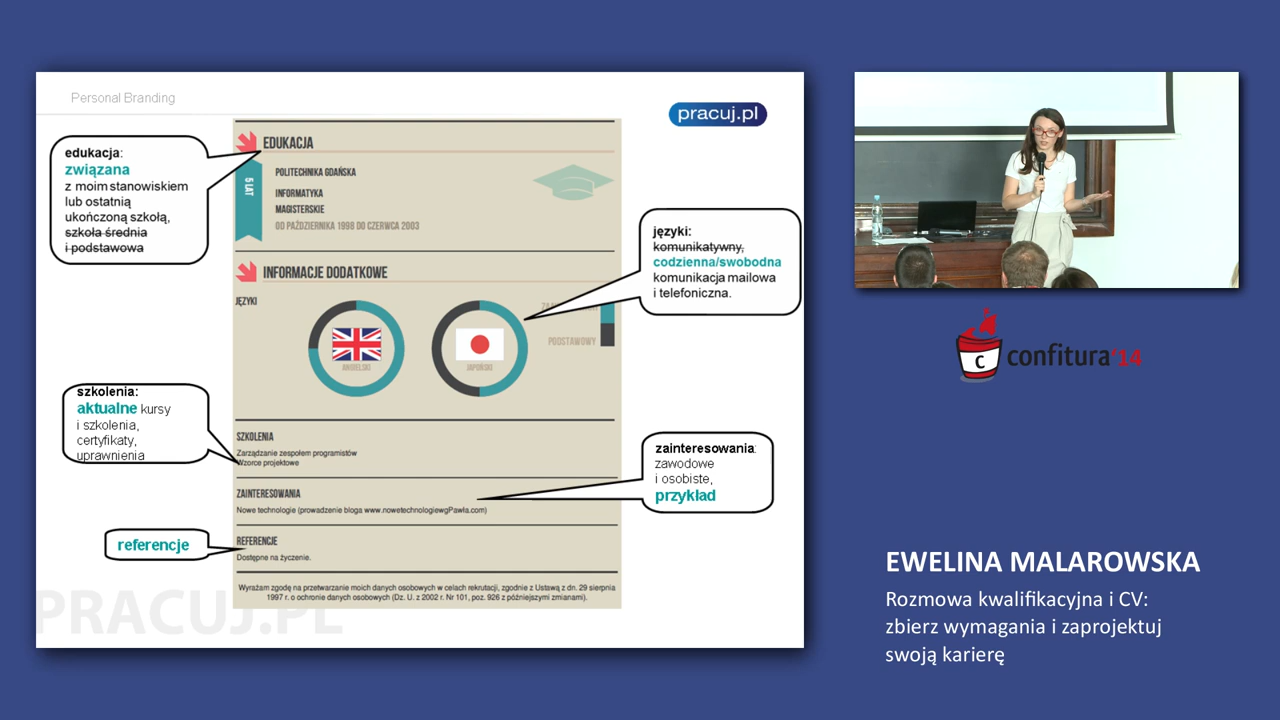 Personal Branding
pracuj.pl
edukacja:
związana
z moim stanowiskiem
lub ostatnią
ukończoną szkołą,
szkoła średnia
i podstawowa
EDUKACJA
5 LAT
POLITECHNIKA GDAŃSKA
INFORMATYKA
MAGISTERSKIE
OD PAŹDZIERNIKA 1998 DO CZERWCA 2003
języki:
komunikatywny,
codzienna/swobodna
komunikacja mailowa
i telefoniczna.
INFORMACJE DODATKOWE
JĘZYKI
ANGIELSKI
JAPOŃSKI
PODSTAWOWY
szkolenia:
aktualne kursy
i szkolenia,
certyfikaty,
uprawnienia
SZKOLENIA
Zarządzanie zespołem programistów
Wzorce projektowe
zainteresowania:
zawodowe
i osobiste,
przykład
ZAINTERESOWANIA
Nowe technologie (prowadzenie bloga www.nowetechnologiewgPawła.com)
referencje
REFERENCJE
Dostępne na życzenie.
Wyrażam zgodę na przetwarzanie moich danych osobowych w celach rekrutacji, zgodnie z Ustawą z dn. 29 sierpnia
1997 r. o ochronie danych osobowych (Dz. U. z 2002 r. Nr 101, poz. 926 z późniejszymi zmianami).
PRACUJ.PL
C
confitura'14
EWELINA MALAROWSKA
Rozmowa kwalifikacyjna i CV:
zbierz wymagania i zaprojektuj
swoją karierę